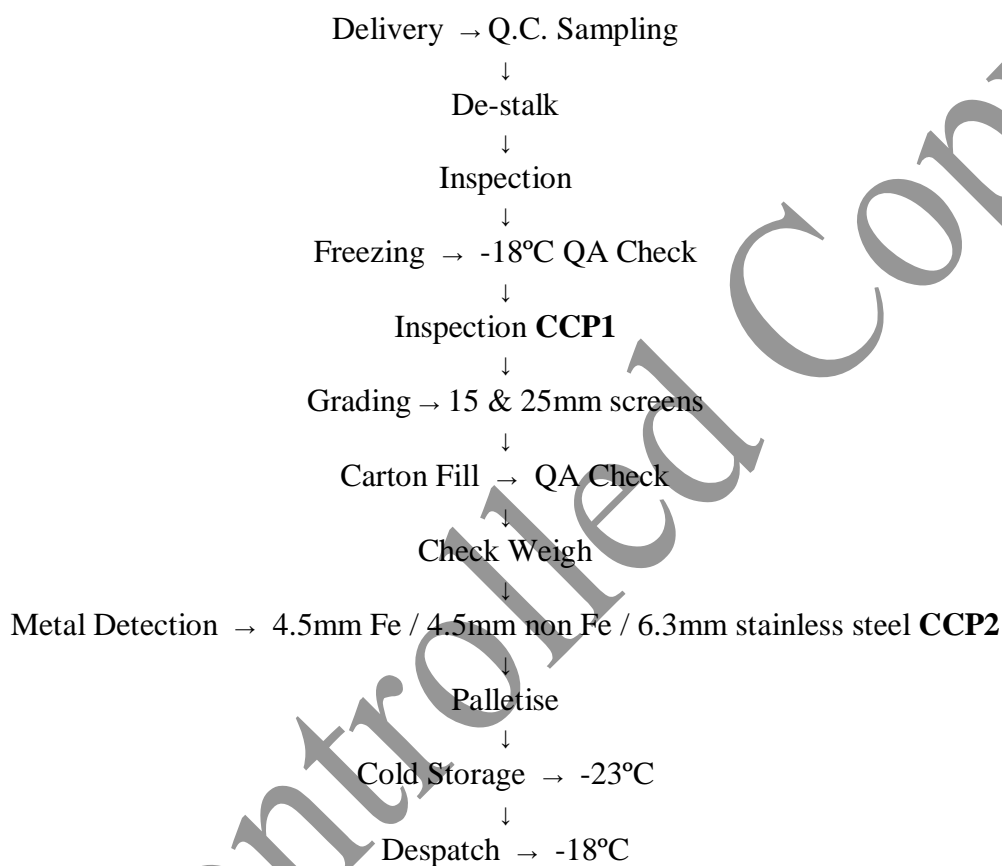 Delivery → Q.C. Sampling
↓
De-stalk
↓
Inspection
↓
Freezing → -18ºC QA Check
↓
Inspection CCP1
↓
Grading → 15 & 25mm screens
↓
Carton Fill → QA Check
↓
Check Weigh
↓
Metal Detection → 4.5mm Fe / 4.5mm non Fe / 6.3mm stainless steel CCP2
↓
Palletise
↓
Cold Storage → -23ºC
↓
Despatch → -18ºC
ontrolled Cop